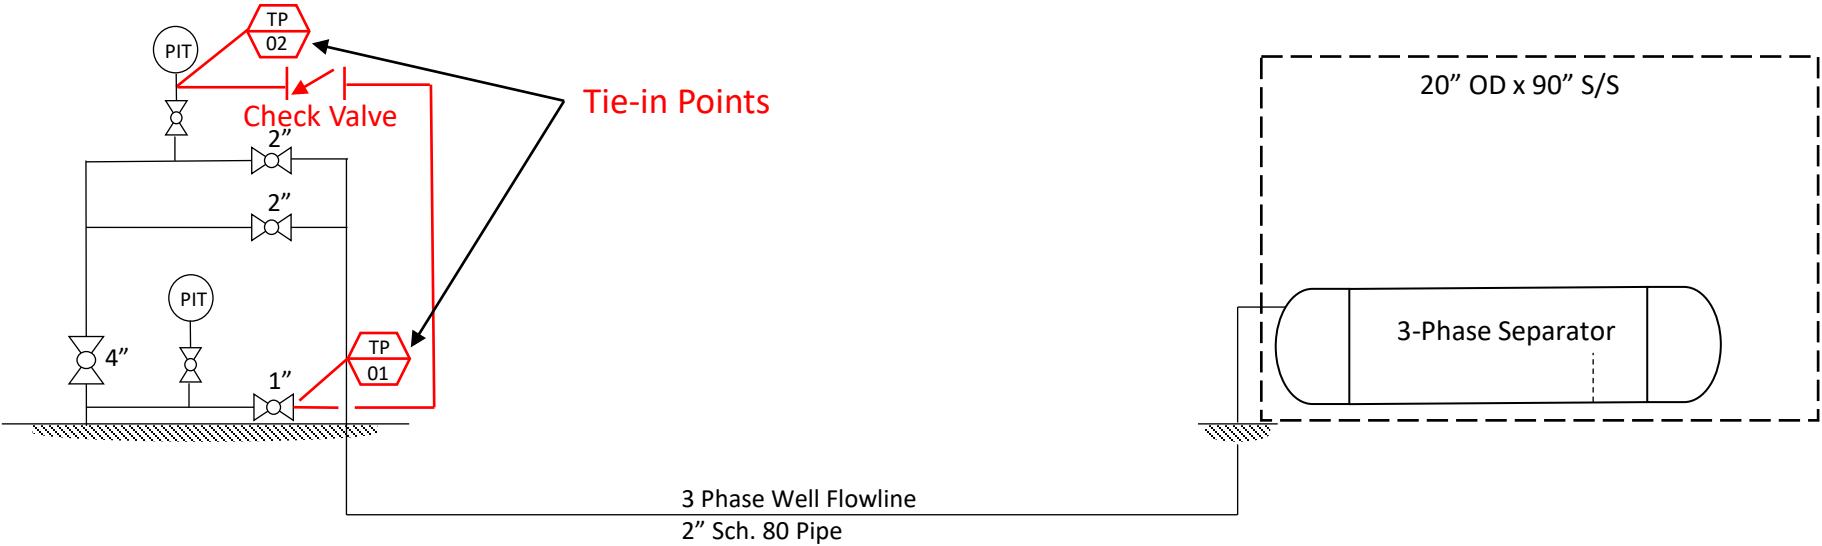 TP
02
PIT
20” OD x 90” S/S
Tie-in Points
Check Valve
2”
2”
PIT
3-Phase Separator
TP
01
4”
1”
3 Phase Well Flowline
2” Sch. 80 Pipe